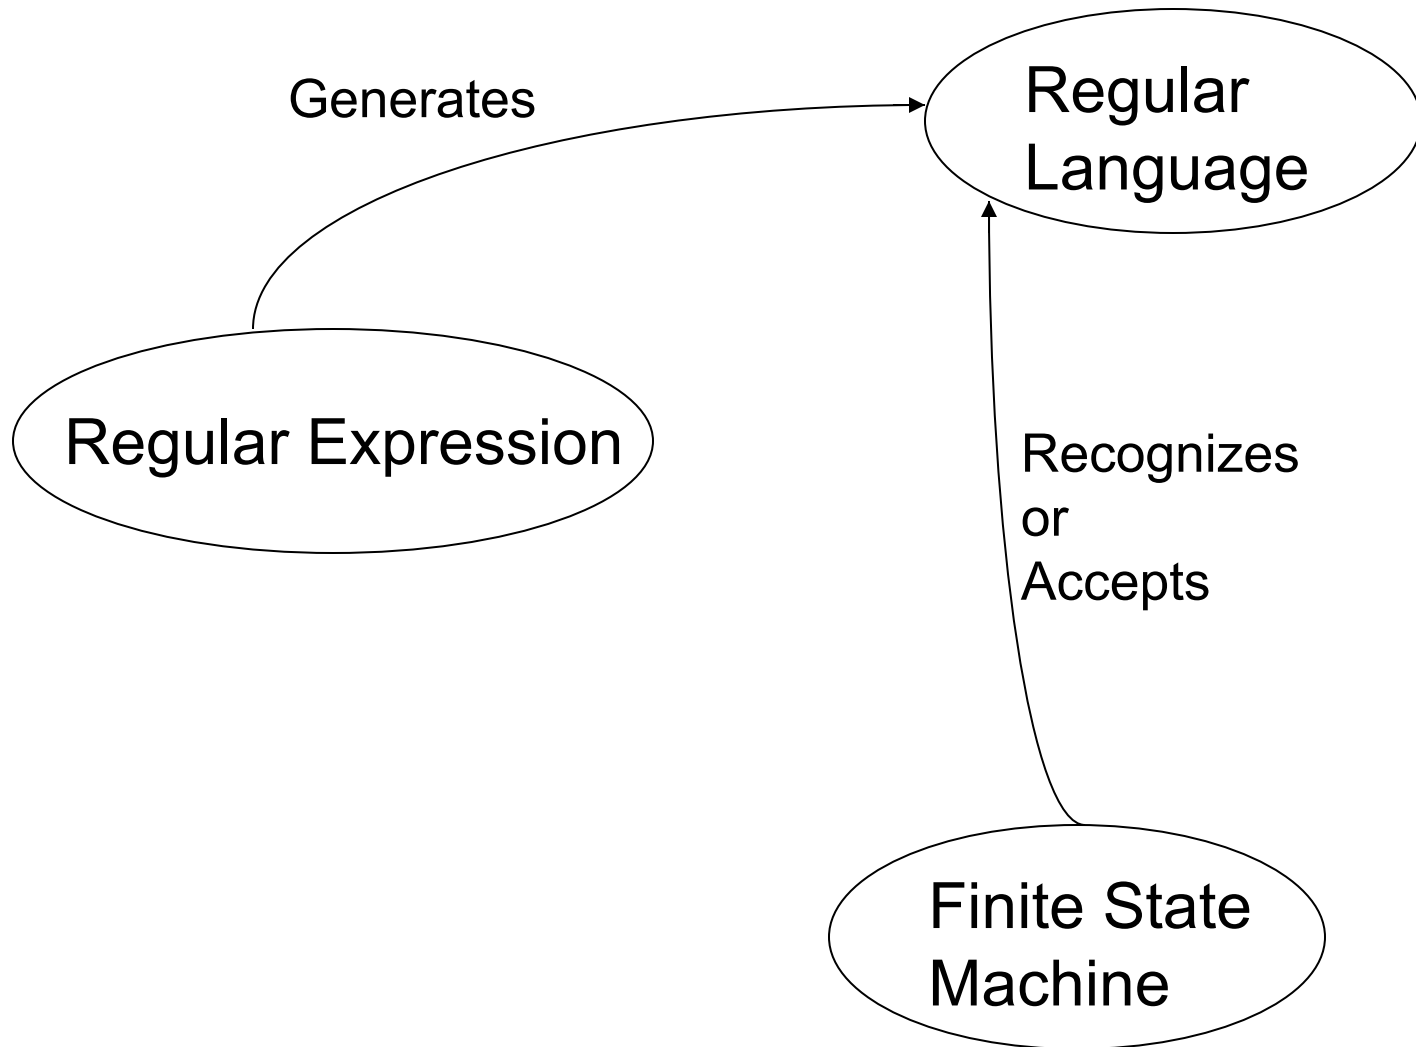 Generates
Regular
Language
Regular Expression
Recognizes
or
Accepts
Finite State
Machine